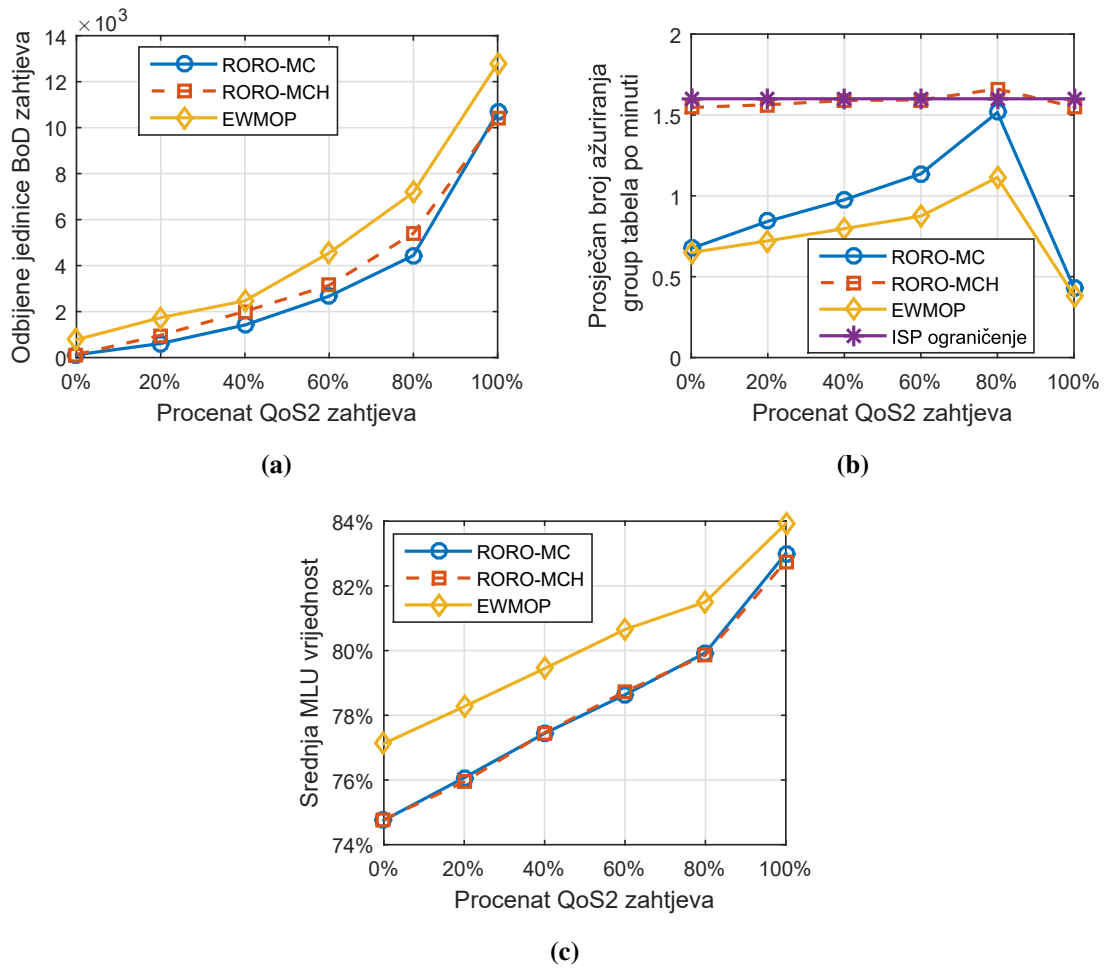 ×10³
14
12
10
8
6
4
2
0
Odbijene jedinice BoD zahtjeva
RORO-MC
RORO-MCH
EWMOP
0% 20% 40% 60% 80% 100%
Procenat QoS2 zahtjeva
(a)
2
1.5
1
0.5
0
Prosječan broj ažuriranja
group tabela po minuti
RORO-MC
RORO-MCH
EWMOP
ISP ograničenje
0% 20% 40% 60% 80% 100%
Procenat QoS2 zahtjeva
(b)
84%
82%
80%
78%
76%
74%
Srednja MLU vrijednost
RORO-MC
RORO-MCH
EWMOP
0% 20% 40% 60% 80% 100%
Procenat QoS2 zahtjeva
(c)